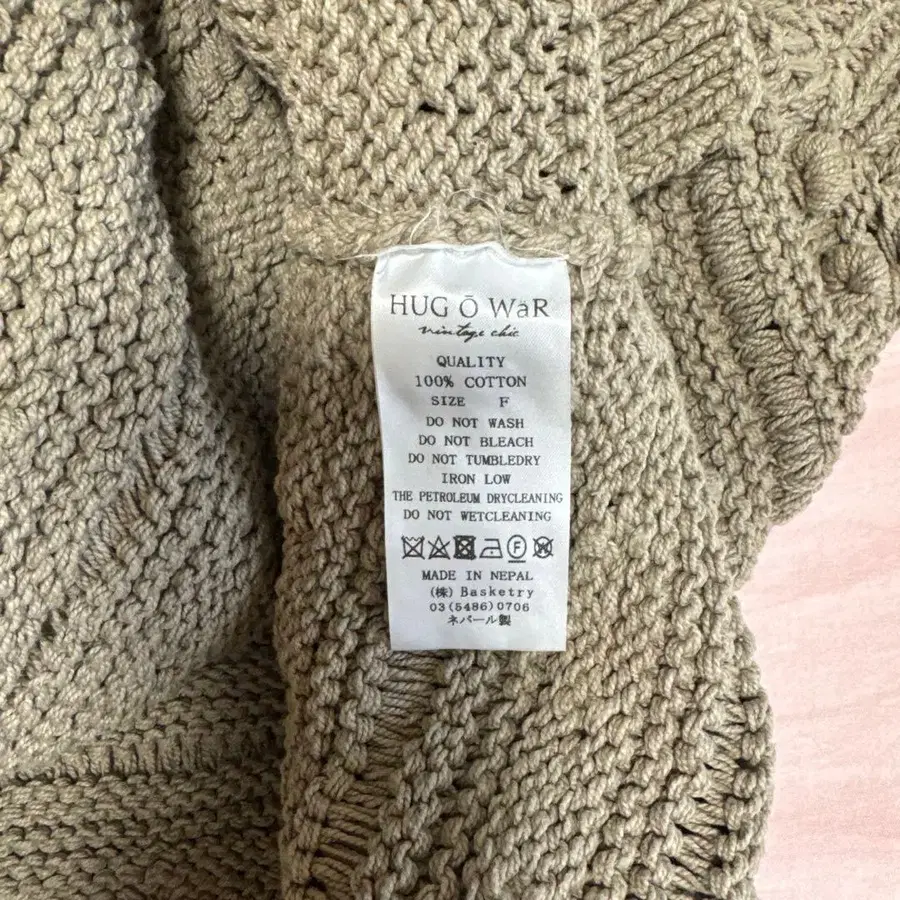 HUG Ō WäR
vintage chic
QUALITY
100% COTTON
SIZE F
DO NOT WASH
DO NOT BLEACH
DO NOT TUMBLEDRY
IRON LOW
THE PETROLEUM DRYCLEANING
DO NOT WETCLEANING
F W
MADE IN NEPAL
(株) Basketry
03(5486)0706
ネパール製